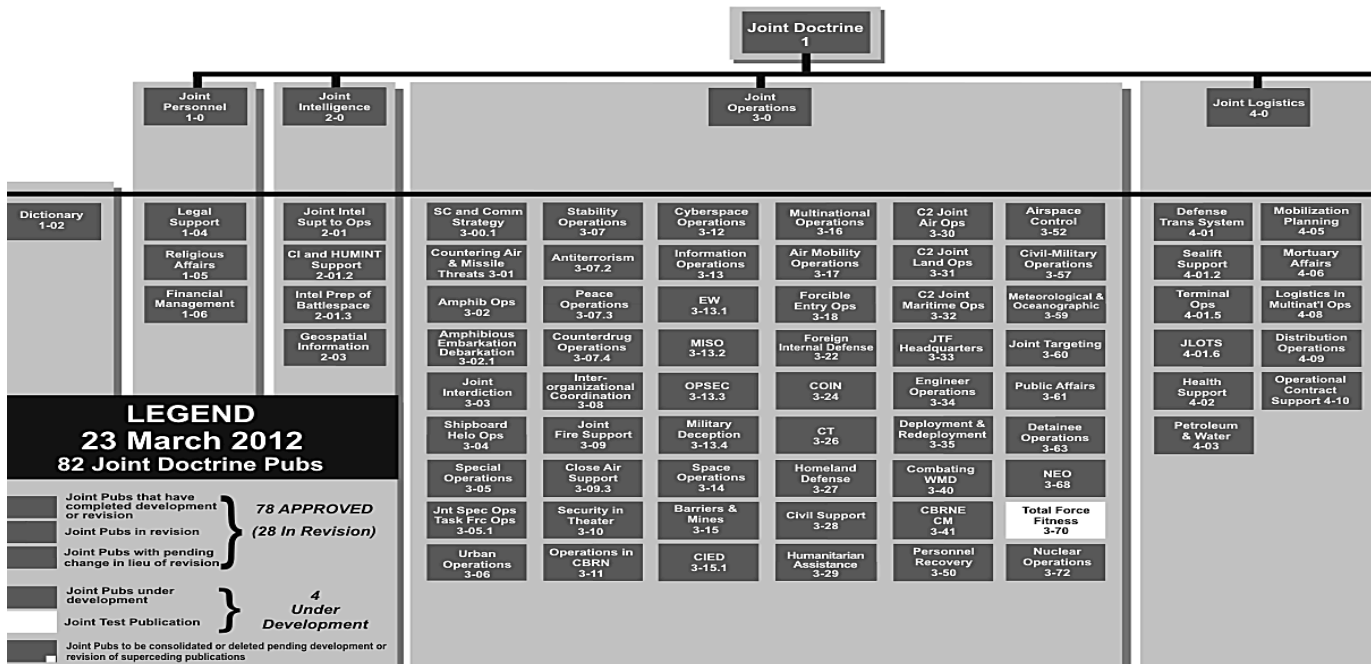 Joint Doctrine
1
Joint
Personnel
1-0
Joint
Intelligence
2-0
Joint
Operations
3-0
Joint Logistics
4-0
Dictionary
1-02
Legal
Support
1-04
Religious
Affairs
1-05
Financial
Management
1-06
Joint Intel
Supt to Ops
2-01
CI and HUMINT
Support
2-01.2
Intel Prep of
Battlespace
2-01.3
Geospatial
Information
2-03
SC and Comm
Strategy
3-00.1
Countering Air
& Missile
Threats 3-01
Amphib Ops
3-02
Amphibious
Embarkation
Debarkation
3-02.1
Joint
Interdiction
3-03
Shipboard
Helo Ops
3-04
Special
Operations
3-05
Jnt Spec Ops
Task Frc Ops
3-05.1
Urban
Operations
3-06
Stability
Operations
3-07
Antiterrorism
3-07.2
Peace
Operations
3-07.3
Counterdrug
Operations
3-07.4
Inter-
organizational
Coordination
3-08
Joint
Fire Support
3-09
Close Air
Support
3-09.3
Security in
Theater
3-10
Operations in
CBRN
3-11
Cyberspace
Operations
3-12
Information
Operations
3-13
EW
3-13.1
MISO
3-13.2
OPSEC
3-13.3
Military
Deception
3-13.4
Space
Operations
3-14
Barriers &
Mines
3-15
CIED
3-15.1
Multinational
Operations
3-16
Air Mobility
Operations
3-17
Forcible
Entry Ops
3-18
Foreign
Internal Defense
3-22
COIN
3-24
CT
3-26
Homeland
Defense
3-27
Civil Support
3-28
Humanitarian
Assistance
3-29
C2 Joint
Air Ops
3-30
C2 Joint
Land Ops
3-31
C2 Joint
Maritime Ops
3-32
JTF
Headquarters
3-33
Engineer
Operations
3-34
Deployment &
Redeployment
3-35
Combating
WMD
3-40
CBRNE
CM
3-41
Personnel
Recovery
3-50
Airspace
Control
3-52
Civil-Military
Operations
3-57
Meteorological &
Oceanographic
3-59
Joint Targeting
3-60
Public Affairs
3-61
Detainee
Operations
3-63
NEO
3-68
Total Force
Fitness
3-70
Nuclear
Operations
3-72
Defense
Trans System
4-01
Sealift
Support
4-01.2
Terminal
Ops
4-01.5
JLOTS
4-01.6
Health
Support
4-02
Petroleum
& Water
4-03
Mobilization
Planning
4-05
Mortuary
Affairs
4-06
Logistics in
Multinat'l Ops
4-08
Distribution
Operations
4-09
Operational
Contract
Support 4-10
LEGEND
23 March 2012
82 Joint Doctrine Pubs
Joint Pubs that have
completed development
or revision
Joint Pubs in revision
Joint Pubs with pending
change in lieu of revision
78 APPROVED
(28 In Revision)
Joint Pubs under
development
Joint Test Publication
4
Under
Development
Joint Pubs to be consolidated or deleted pending development or
revision of superceding publications